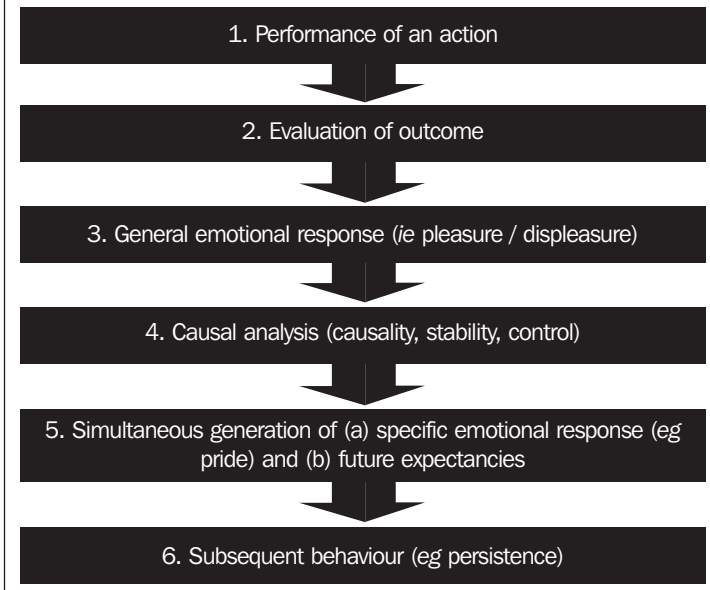 1. Performance of an action
2. Evaluation of outcome
3. General emotional response (ie pleasure / displeasure)
4. Causal analysis (causality, stability, control)
5. Simultaneous generation of (a) specific emotional response (eg
pride) and (b) future expectancies
6. Subsequent behaviour (eg persistence)